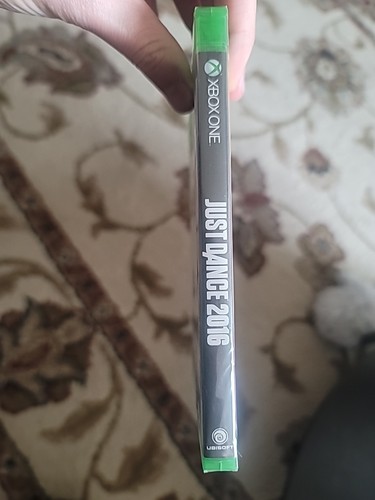 XBOX ONE
JUST DANCE 2016
UBISOFT